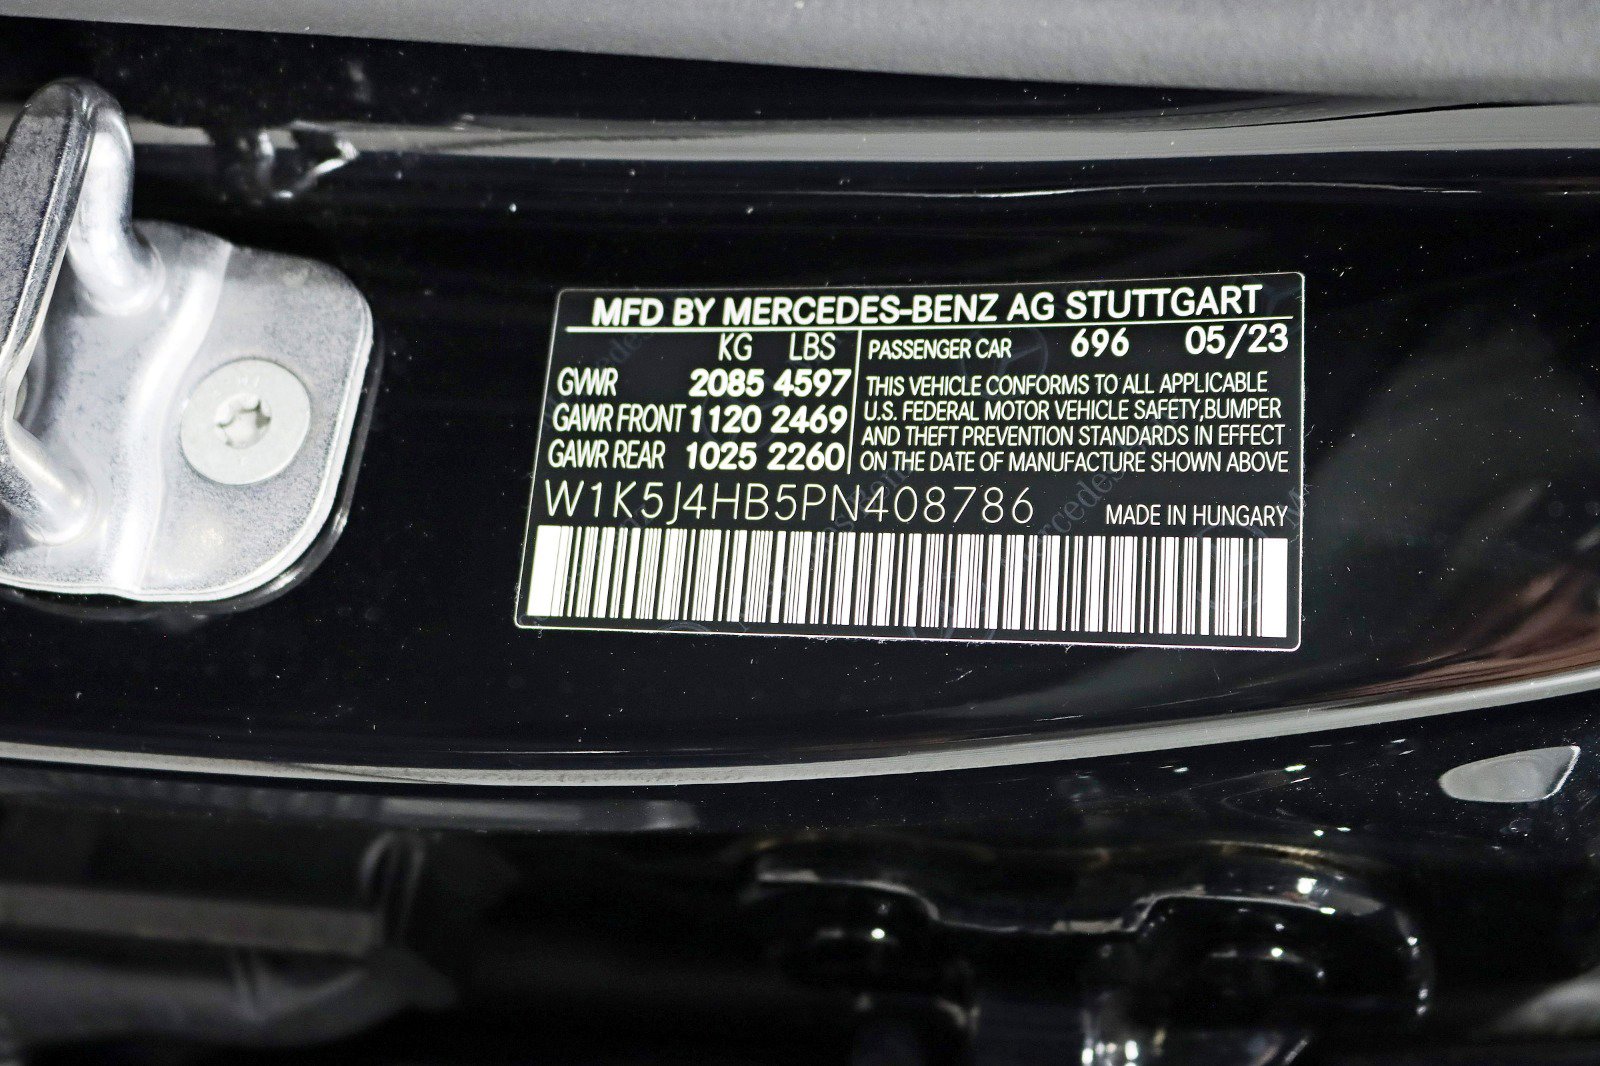 MFD BY MERCEDES-BENZ AG STUTTGART
KG LBS
GVWR 2085 4597
GAWR FRONT 1120 2469
GAWR REAR 1025 2260
PASSENGER CAR 696 05/23
THIS VEHICLE CONFORMS TO ALL APPLICABLE
U.S. FEDERAL MOTOR VEHICLE SAFETY,BUMPER
AND THEFT PREVENTION STANDARDS IN EFFECT
ON THE DATE OF MANUFACTURE SHOWN ABOVE
W1K5J4HB5PN408786
MADE IN HUNGARY